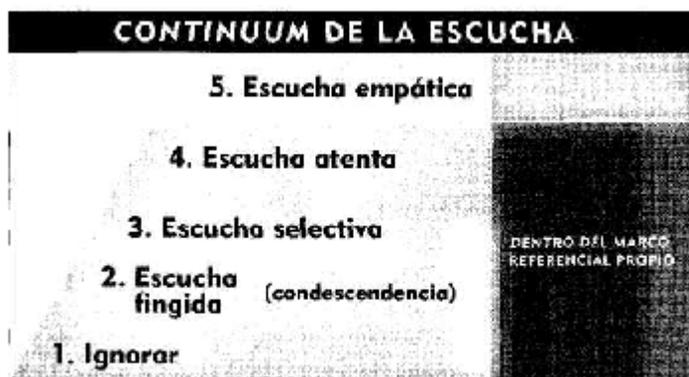 CONTINUUM DE LA ESCUCHA
5. Escucha empática
4. Escucha atenta
3. Escucha selectiva
DENTRO DEL MARCO
REFERENCIAL PROPIO
2. Escucha
fingida (condescendencia)
1. Ignorar